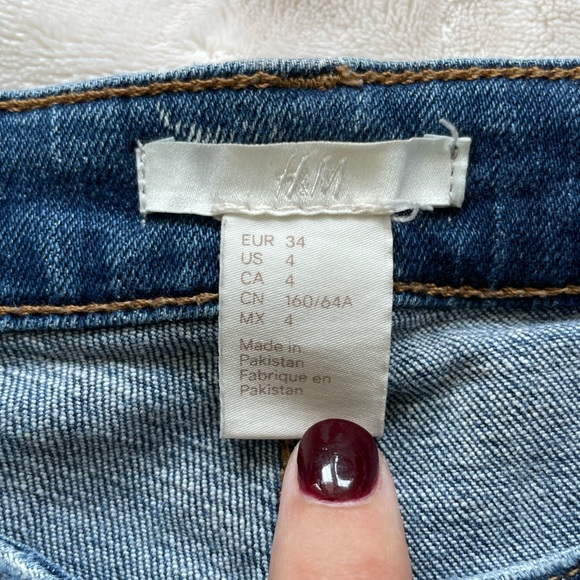 H&M
EUR 34
US 4
CA 4
CN 160/64A
MX 4
Made in
Pakistan
Fabrique en
Pakistan